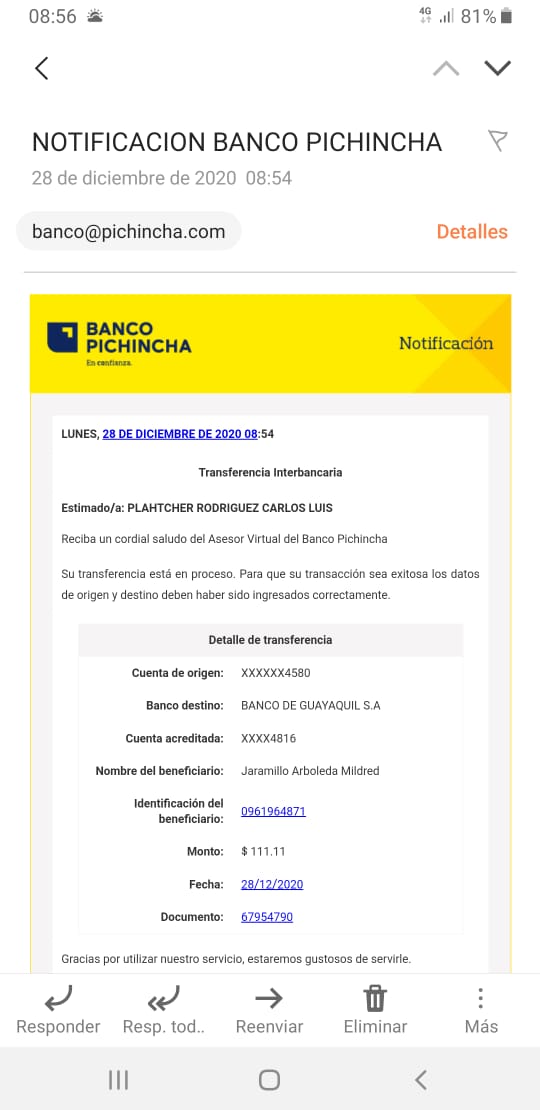 08:56 4G 81%
NOTIFICACION BANCO PICHINCHA
28 de diciembre de 2020 08:54
banco@pichincha.com Detalles
BANCO
PICHINCHA
En confianza.
Notificación
LUNES, 28 DE DICIEMBRE DE 2020 08:54
Transferencia Interbancaria
Estimado/a: PLAHTCHER RODRIGUEZ CARLOS LUIS
Reciba un cordial saludo del Asesor Virtual del Banco Pichincha
Su transferencia está en proceso. Para que su transacción sea exitosa los datos
de origen y destino deben haber sido ingresados correctamente.
Detalle de transferencia
Cuenta de origen: XXXXXX4580
Banco destino: BANCO DE GUAYAQUIL S.A
Cuenta acreditada: XXXX4816
Nombre del beneficiario: Jaramillo Arboleda Mildred
Identificación del
beneficiario: 0961964871
Monto: $ 111.11
Fecha: 28/12/2020
Documento: 67954790
Gracias por utilizar nuestro servicio, estaremos gustosos de servirle.
Responder Resp. tod.. Reenviar Eliminar Más